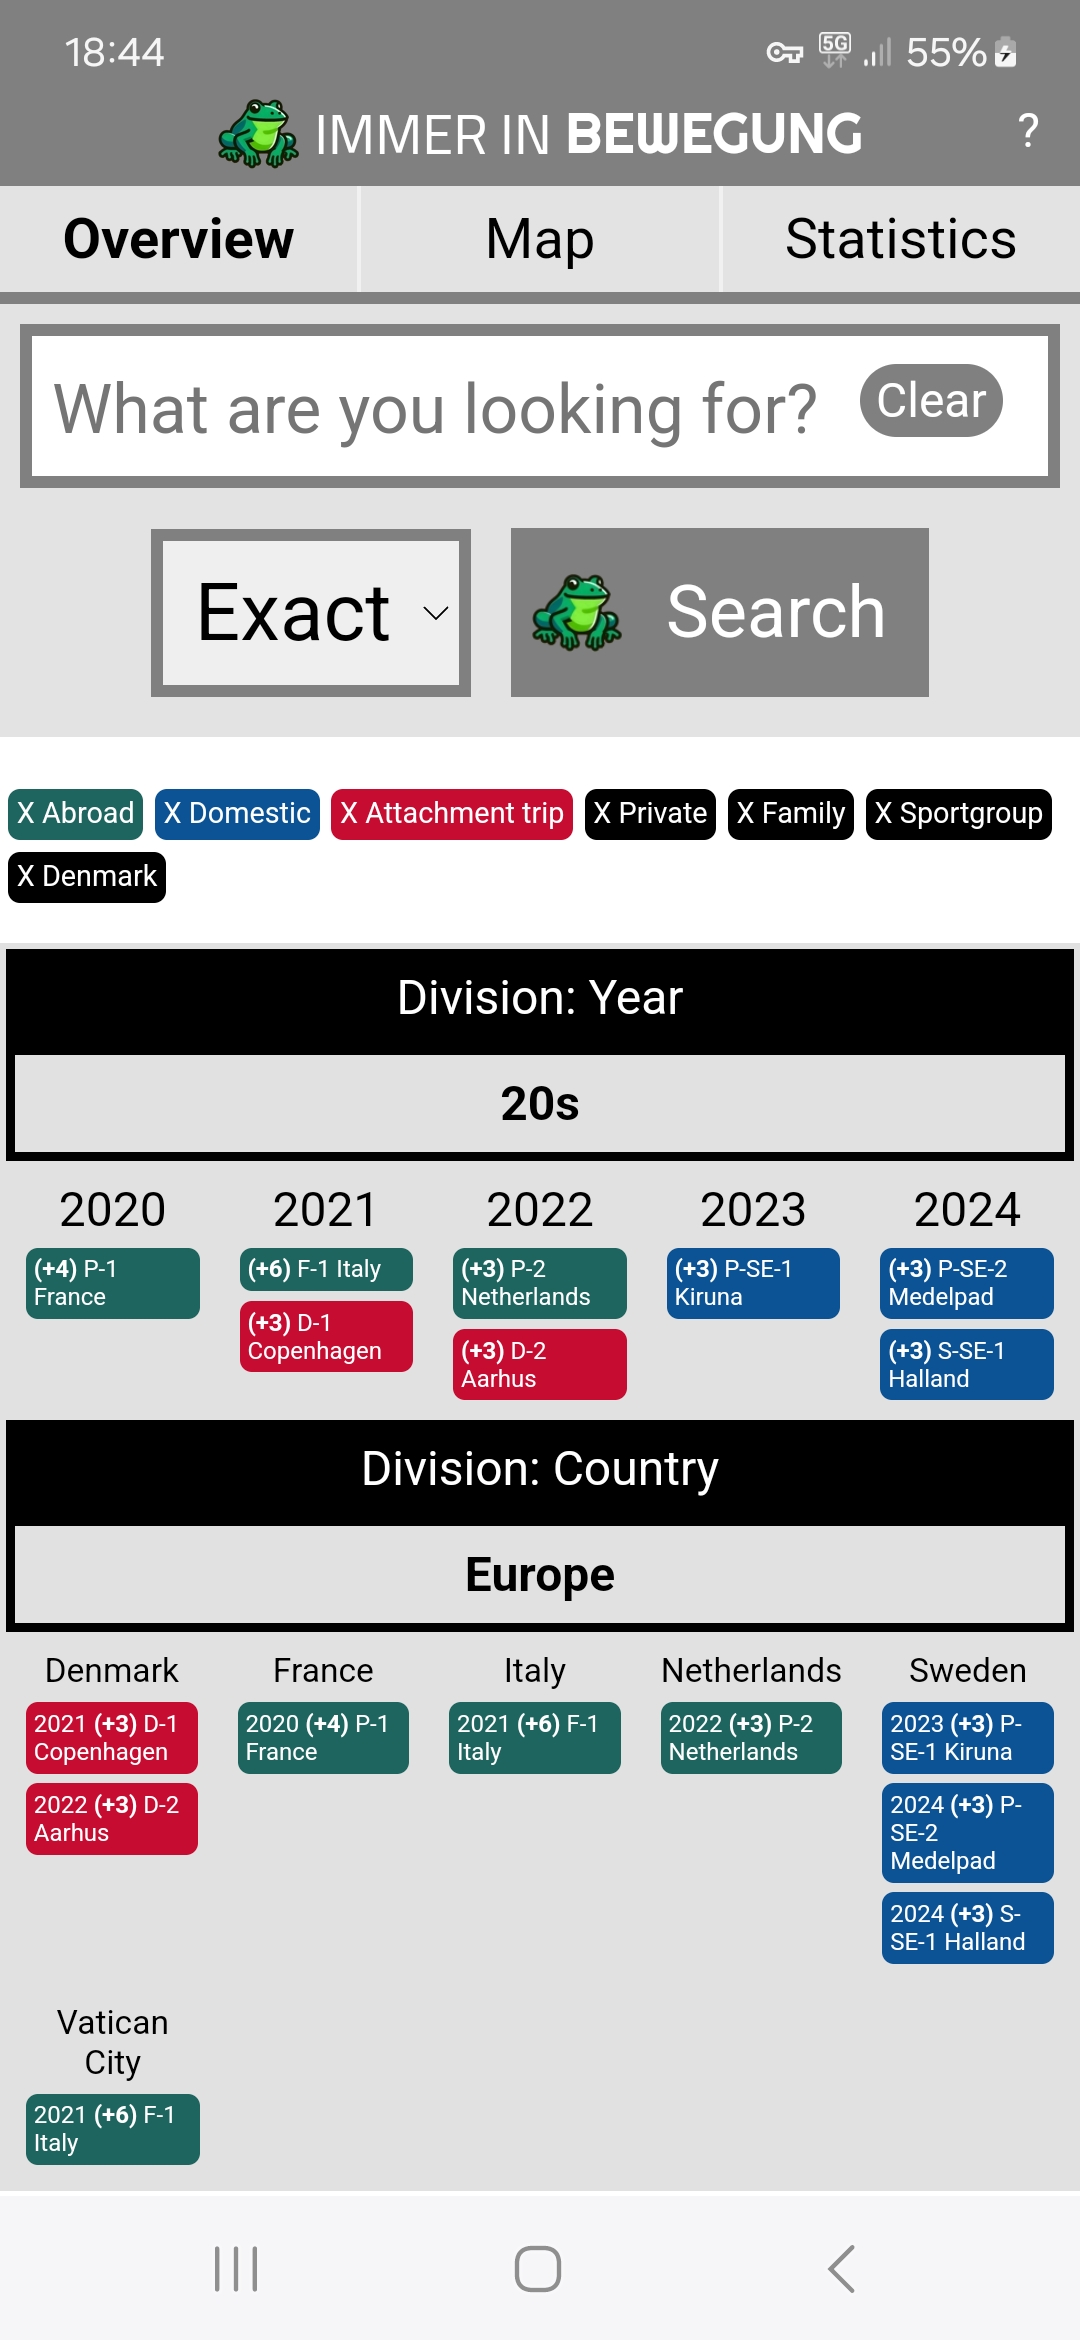 18:44
5G 55%
IMMER IN BEWEGUNG ?
Overview Map Statistics
What are you looking for? Clear
Exact Search
X Abroad X Domestic X Attachment trip X Private X Family X Sportgroup
X Denmark
Division: Year
20s
2020 2021 2022 2023 2024
(+4) P-1
France
(+6) F-1 Italy
(+3) D-1
Copenhagen
(+3) P-2
Netherlands
(+3) D-2
Aarhus
(+3) P-SE-1
Kiruna
(+3) P-SE-2
Medelpad
(+3) S-SE-1
Halland
Division: Country
Europe
Denmark France Italy Netherlands Sweden
2021 (+3) D-1
Copenhagen
2022 (+3) D-2
Aarhus
2020 (+4) P-1
France
2021 (+6) F-1
Italy
2022 (+3) P-2
Netherlands
2023 (+3) P-
SE-1 Kiruna
2024 (+3) P-
SE-2
Medelpad
2024 (+3) S-
SE-1 Halland
Vatican
City
2021 (+6) F-1
Italy